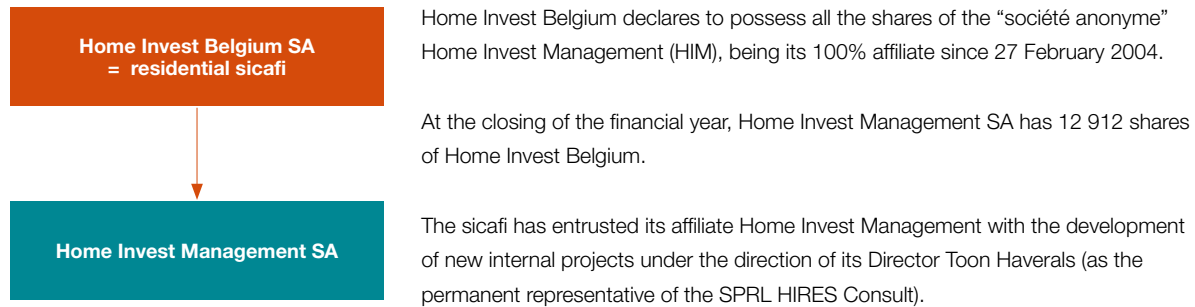 Home Invest Belgium SA
= residential sicafi
Home Invest Management SA
Home Invest Belgium declares to possess all the shares of the “société anonyme”
Home Invest Management (HIM), being its 100% affiliate since 27 February 2004.
At the closing of the financial year, Home Invest Management SA has 12 912 shares
of Home Invest Belgium.
The sicafi has entrusted its affiliate Home Invest Management with the development
of new internal projects under the direction of its Director Toon Haverals (as the
permanent representative of the SPRL HIRES Consult).